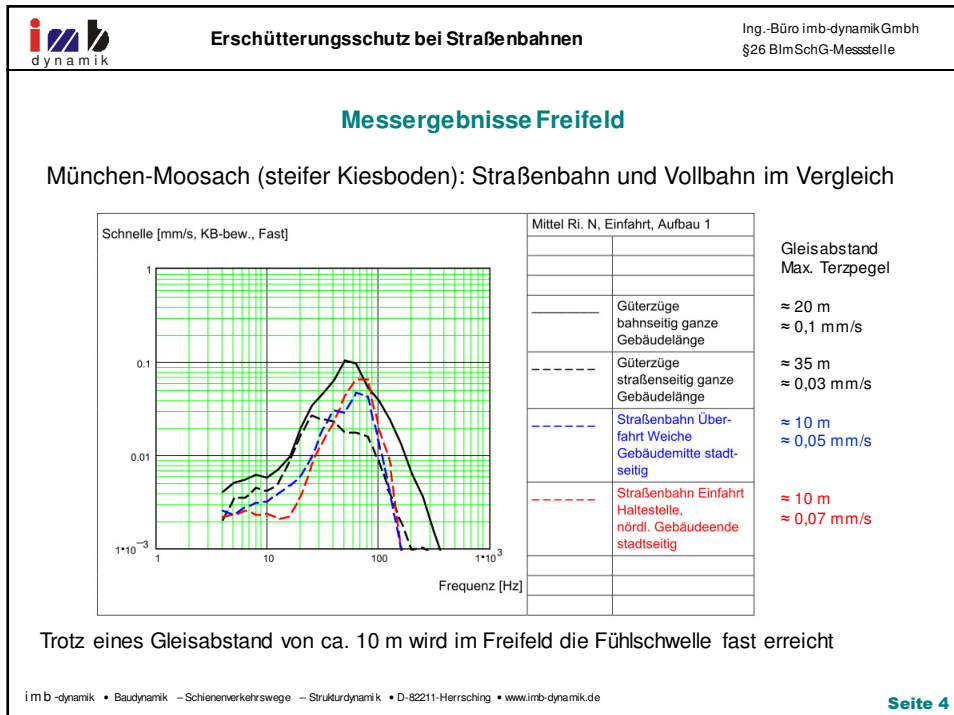 imb
dynamik
Erschütterungsschutz bei Straßenbahnen
Ing.-Büro imb-dynamik GmbH
§26 BImSchG-Messstelle
Messergebnisse Freifeld
München-Moosach (steifer Kiesboden): Straßenbahn und Vollbahn im Vergleich
Schnelle [mm/s, KB-bew., Fast]
1
0.1
0.01
1•10⁻³
1
10
100
1•10³
Frequenz [Hz]
Mittel Ri. N, Einfahrt, Aufbau 1
Güterzüge
bahnseitig ganze
Gebäudelänge
Güterzüge
straßenseitig ganze
Gebäudelänge
Straßenbahn Über-
fahrt Weiche
Gebäudemitte stadt-
seitig
Straßenbahn Einfahrt
Haltestelle,
nördl. Gebäudeende
stadtseitig
Gleisabstand
Max. Terzpegel
≈ 20 m
≈ 0,1 mm/s
≈ 35 m
≈ 0,03 mm/s
≈ 10 m
≈ 0,05 mm/s
≈ 10 m
≈ 0,07 mm/s
Trotz eines Gleisabstand von ca. 10 m wird im Freifeld die Fühlschwelle fast erreicht
imb-dynamik • Baudynamik – Schienenverkehrswege – Strukturdynamik • D-82211-Herrsching • www.imb-dynamik.de
Seite 4